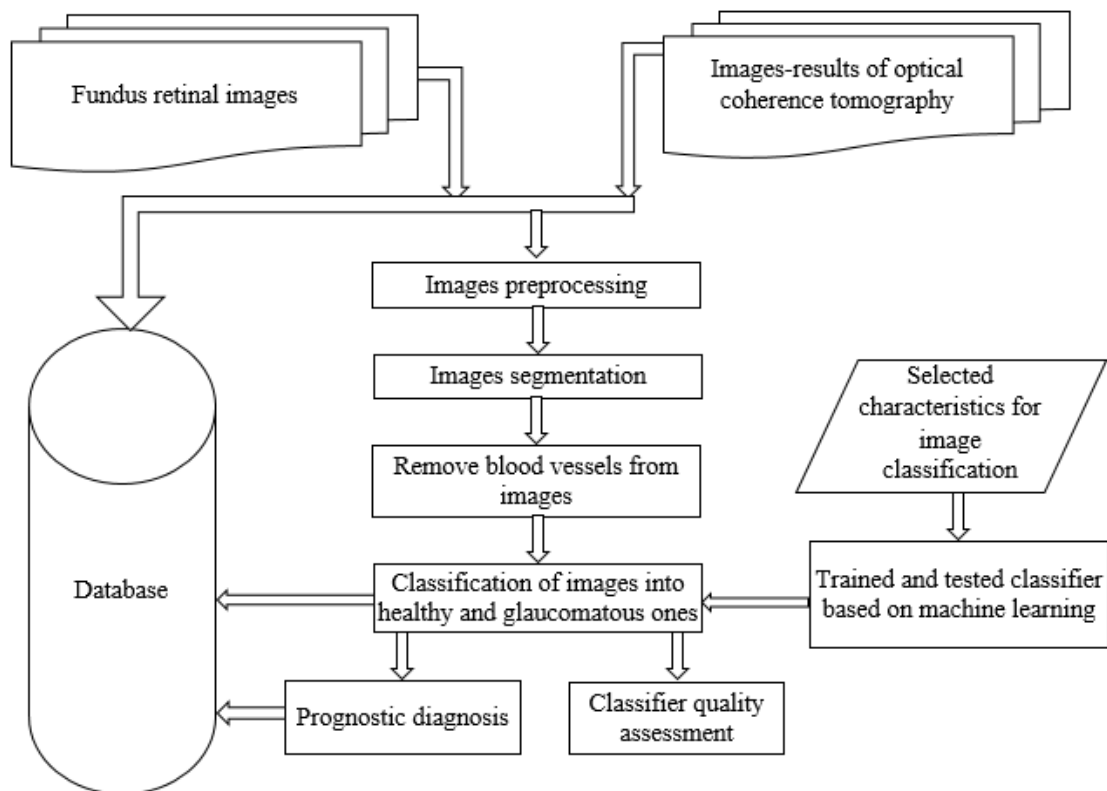 Fundus retinal images
Images-results of optical
coherence tomography
Images preprocessing
Images segmentation
Selected
characteristics for
image
classification
Remove blood vessels from
images
Database
Classification of images into
healthy and glaucomatous ones
Trained and tested classifier
based on machine learning
Prognostic diagnosis
Classifier quality
assessment